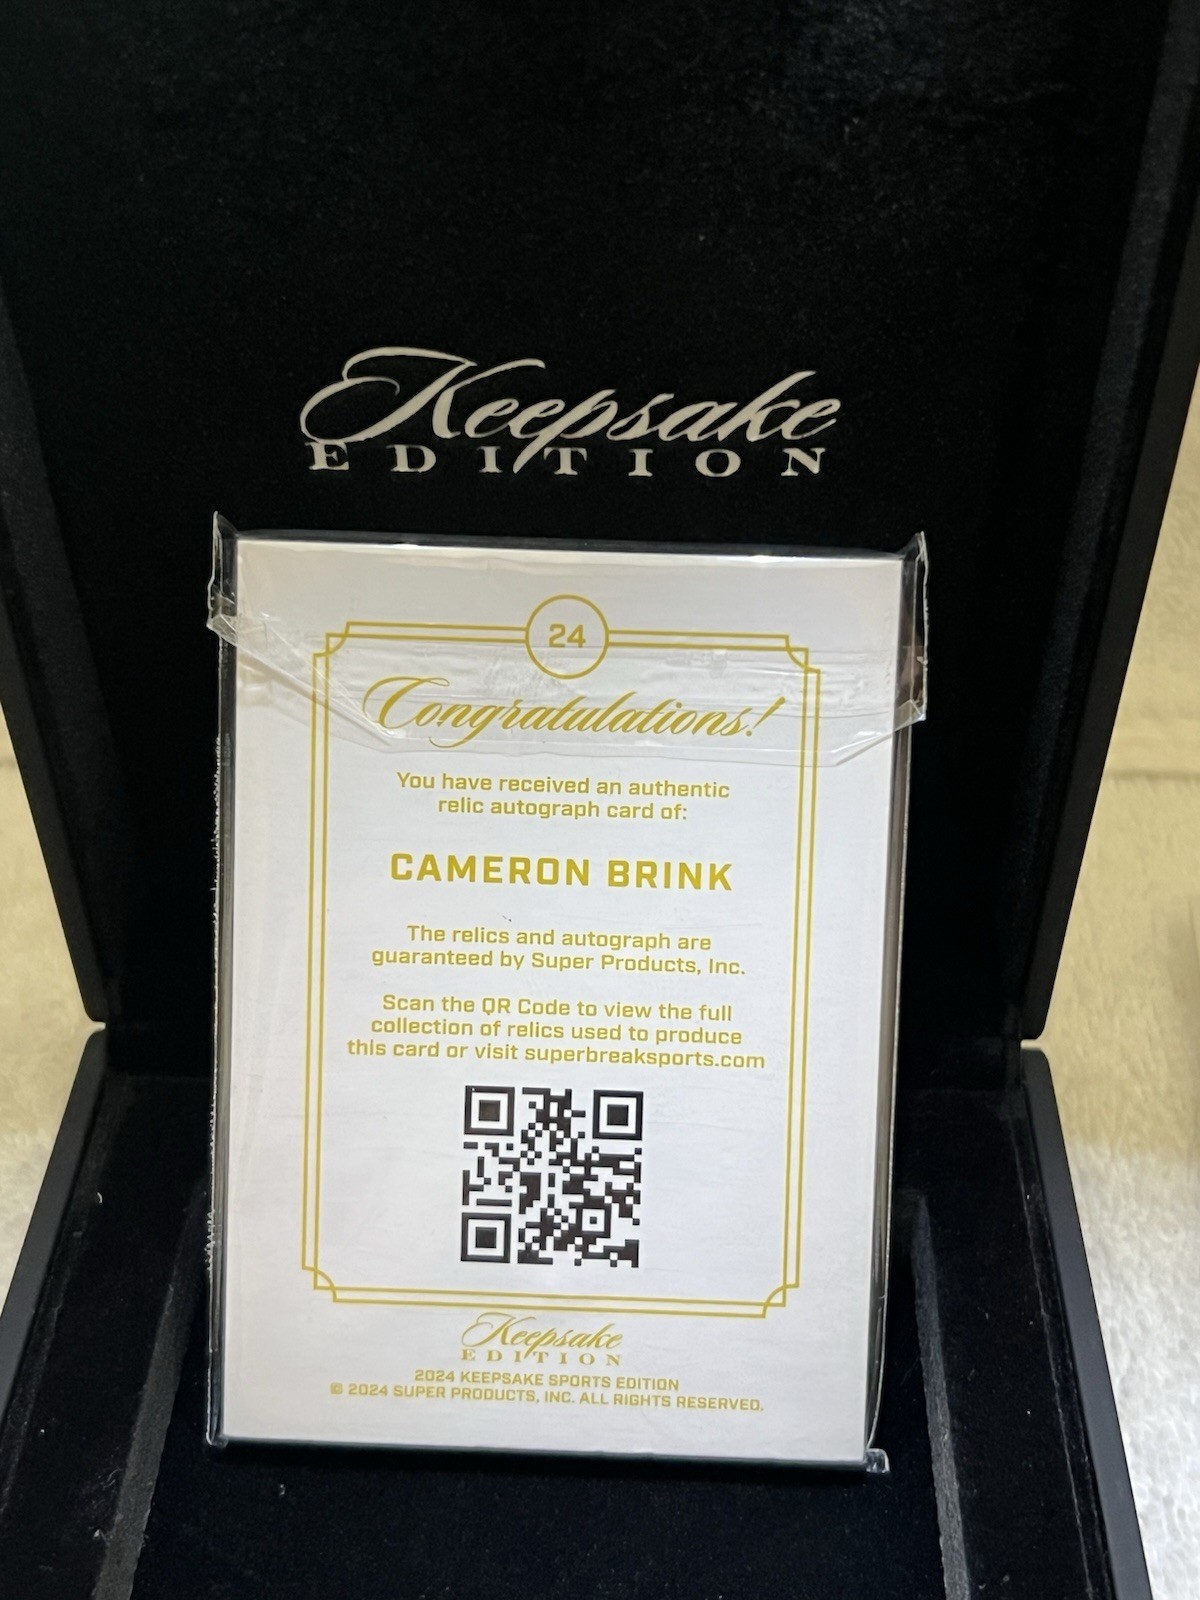 Keepsake
EDITION
24
Congratulations!
You have received an authentic
relic autograph card of:
CAMERON BRINK
The relics and autograph are
guaranteed by Super Products, Inc.
Scan the QR Code to view the full
collection of relics used to produce
this card or visit superbreaksports.com
Keepsake
EDITION
2024 KEEPSAKE SPORTS EDITION
© 2024 SUPER PRODUCTS, INC. ALL RIGHTS RESERVED.